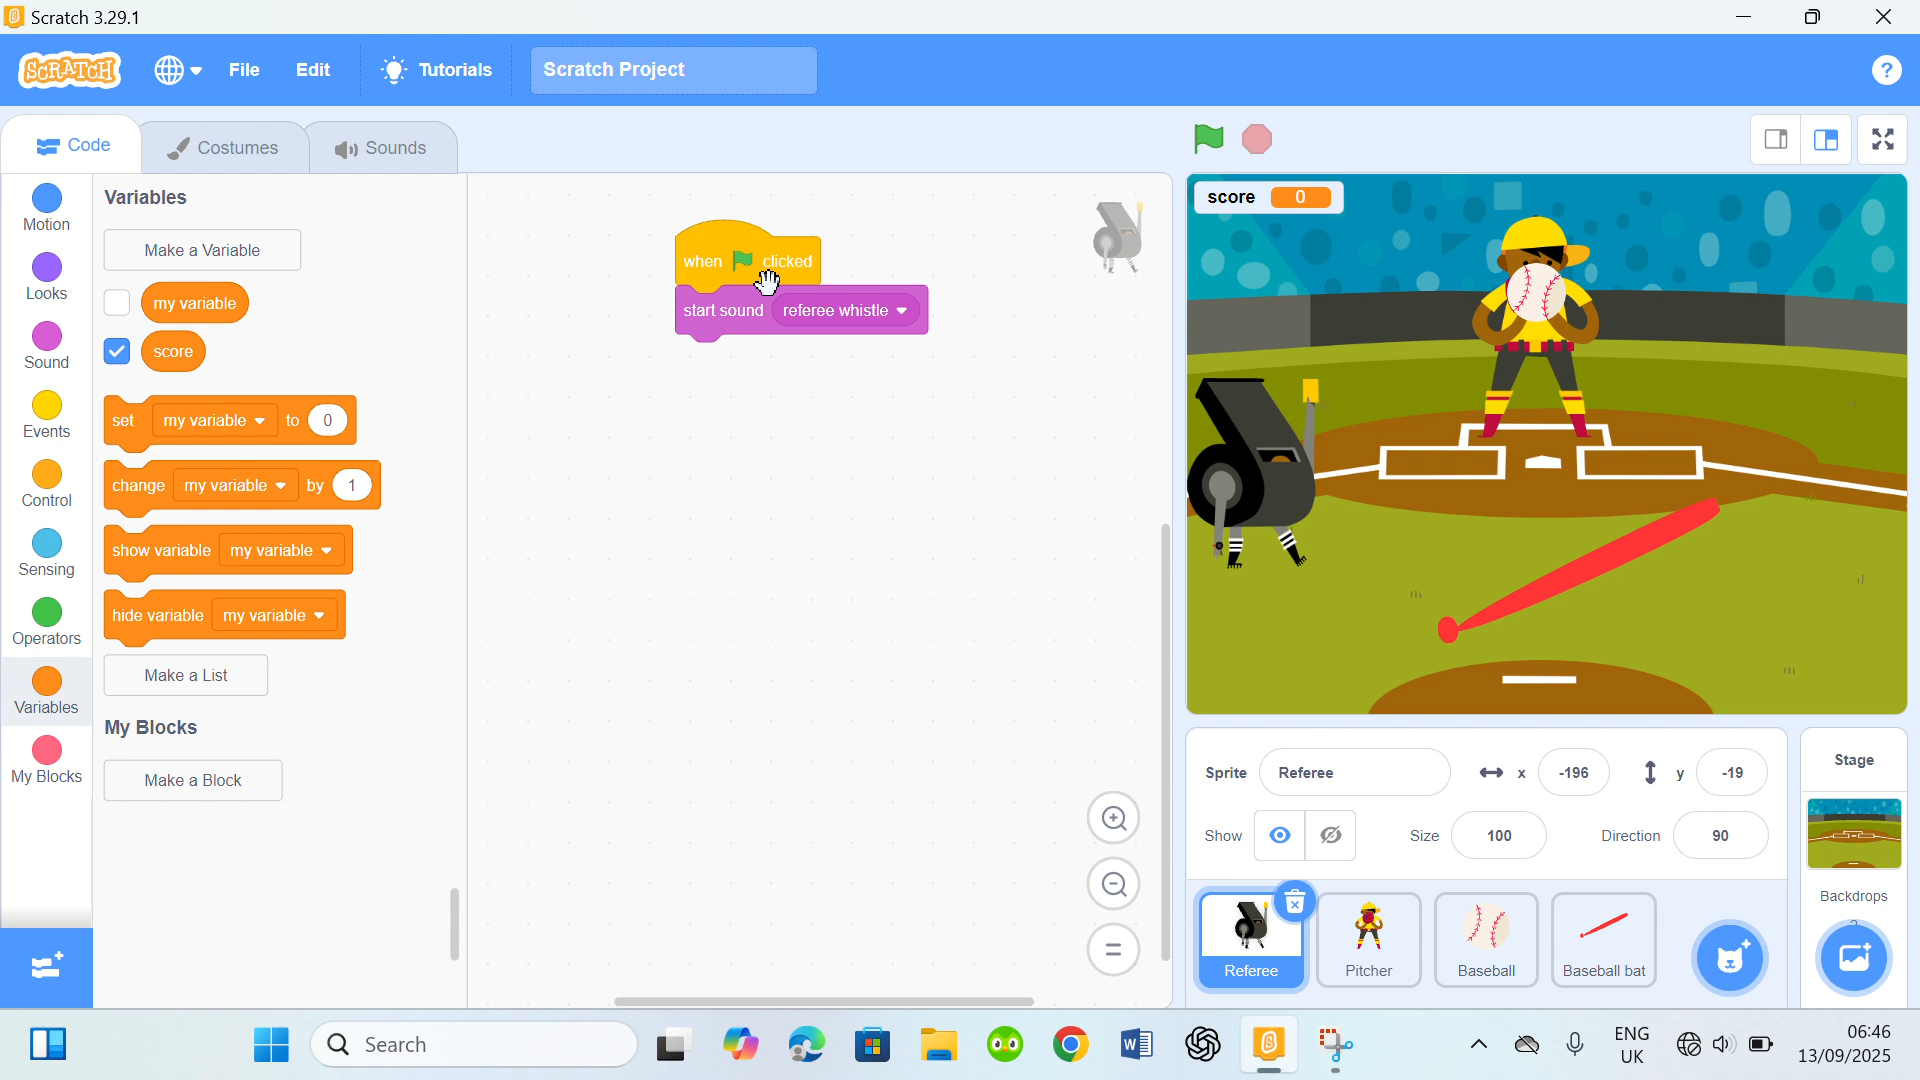 Scratch 3.29.1
SCRATCH
File
Edit
Tutorials
Scratch Project
Code
Costumes
Sounds
Motion
Looks
Sound
Events
Control
Sensing
Operators
Variables
My Blocks
Variables
Make a Variable
my variable
score
set my variable to 0
change my variable by 1
show variable my variable
hide variable my variable
Make a List
My Blocks
Make a Block
when clicked
start sound referee whistle
score 0
Sprite Referee x -196 y -19
Show Size 100 Direction 90
Referee
Pitcher
Baseball
Baseball bat
Stage
Backdrops
Search
ENG
UK
06:46
13/09/2025